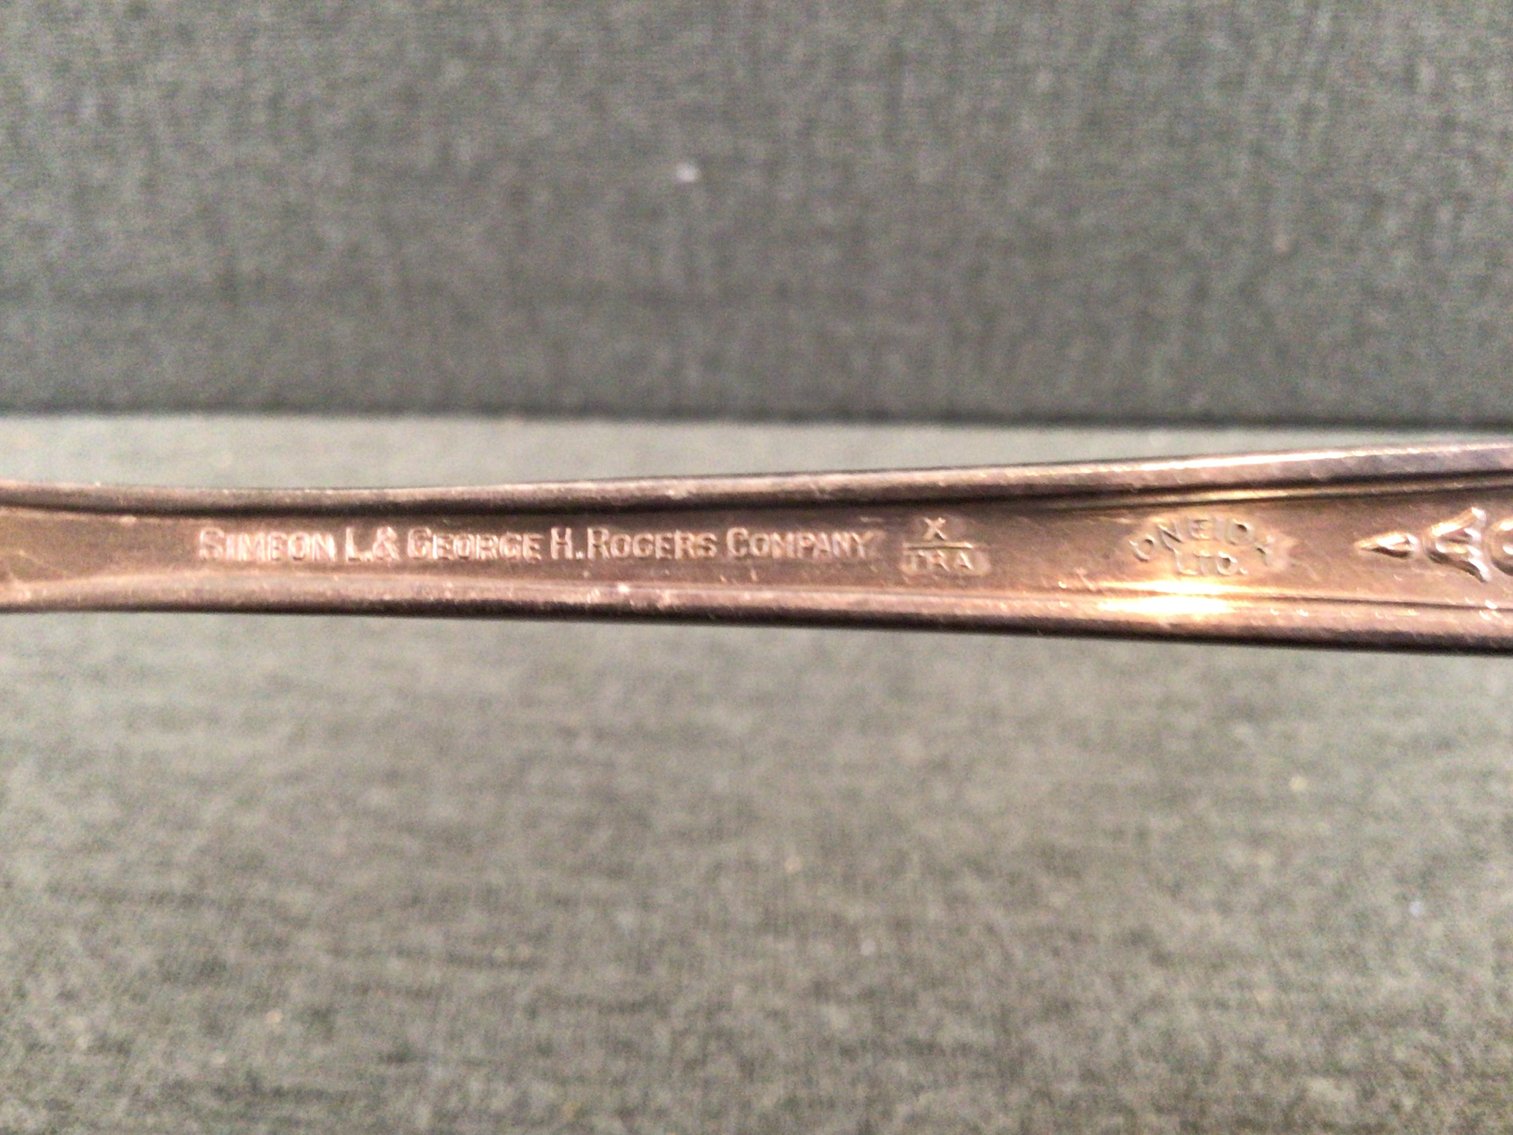 SIMEON L. & GEORGE H. ROGERS COMPANY
X
TRA
ONEIDA
LTD.